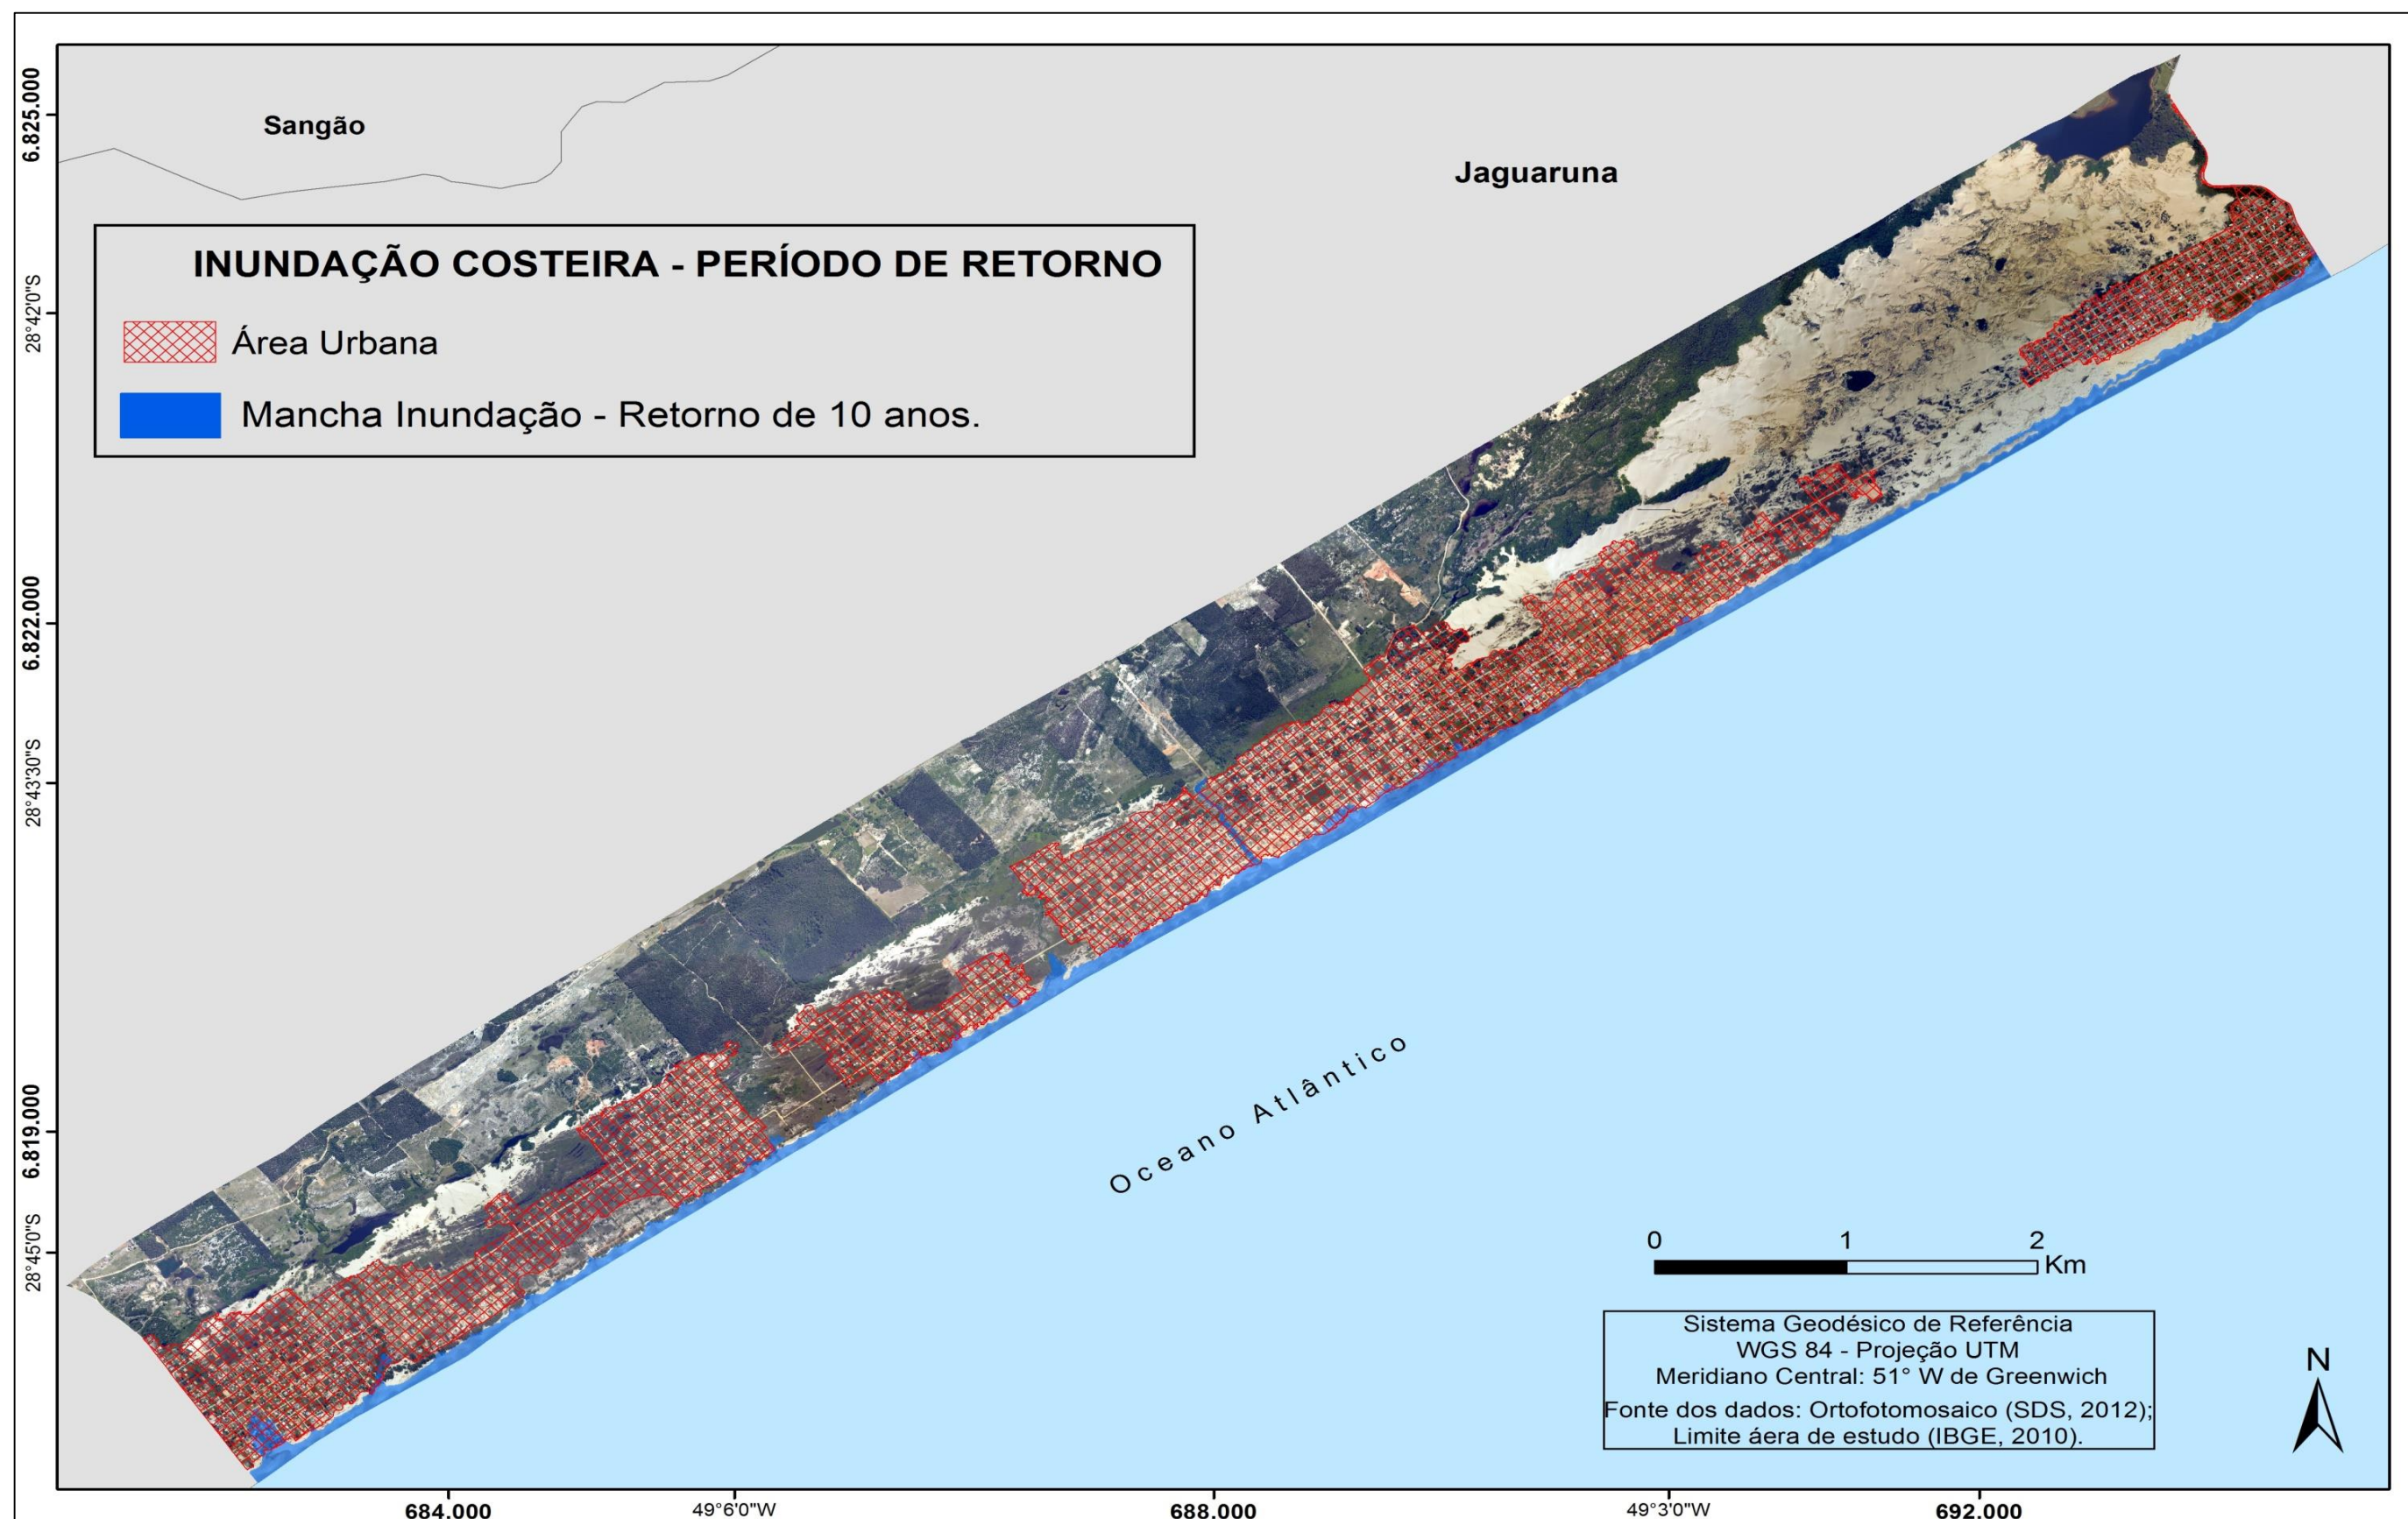 Sangão
Jaguaruna
INUNDAÇÃO COSTEIRA - PERÍODO DE RETORNO
Área Urbana
Mancha Inundação - Retorno de 10 anos.
6.825.000
28°42'0"S
6.822.000
28°43'30"S
6.819.000
28°45'0"S
Oceano Atlântico
0 1 2
Km
Sistema Geodésico de Referência
WGS 84 - Projeção UTM
Meridiano Central: 51° W de Greenwich
Fonte dos dados: Ortofotomosaico (SDS, 2012);
Limite áera de estudo (IBGE, 2010).
N
684.000
49°6'0"W
688.000
49°3'0"W
692.000